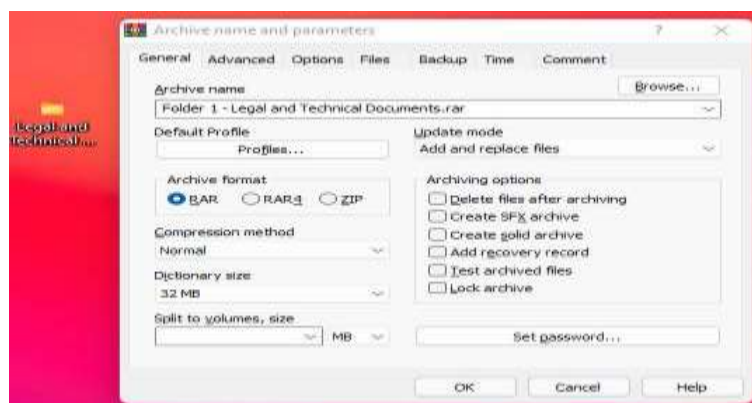 Archive name and parameters
? ×
General Advanced Options Files Backup Time Comment
Archive name
Browse...
Folder 1 - Legal and Technical Documents.rar
Legal and
Technical ...
Default Profile
Profiles...
Update mode
Add and replace files
Archive format
RAR RAR4 ZIP
Compression method
Normal
Dictionary size
32 MB
Split to volumes, size
MB
Archiving options
Delete files after archiving
Create SFX archive
Create solid archive
Add recovery record
Test archived files
Lock archive
Set password...
OK Cancel Help